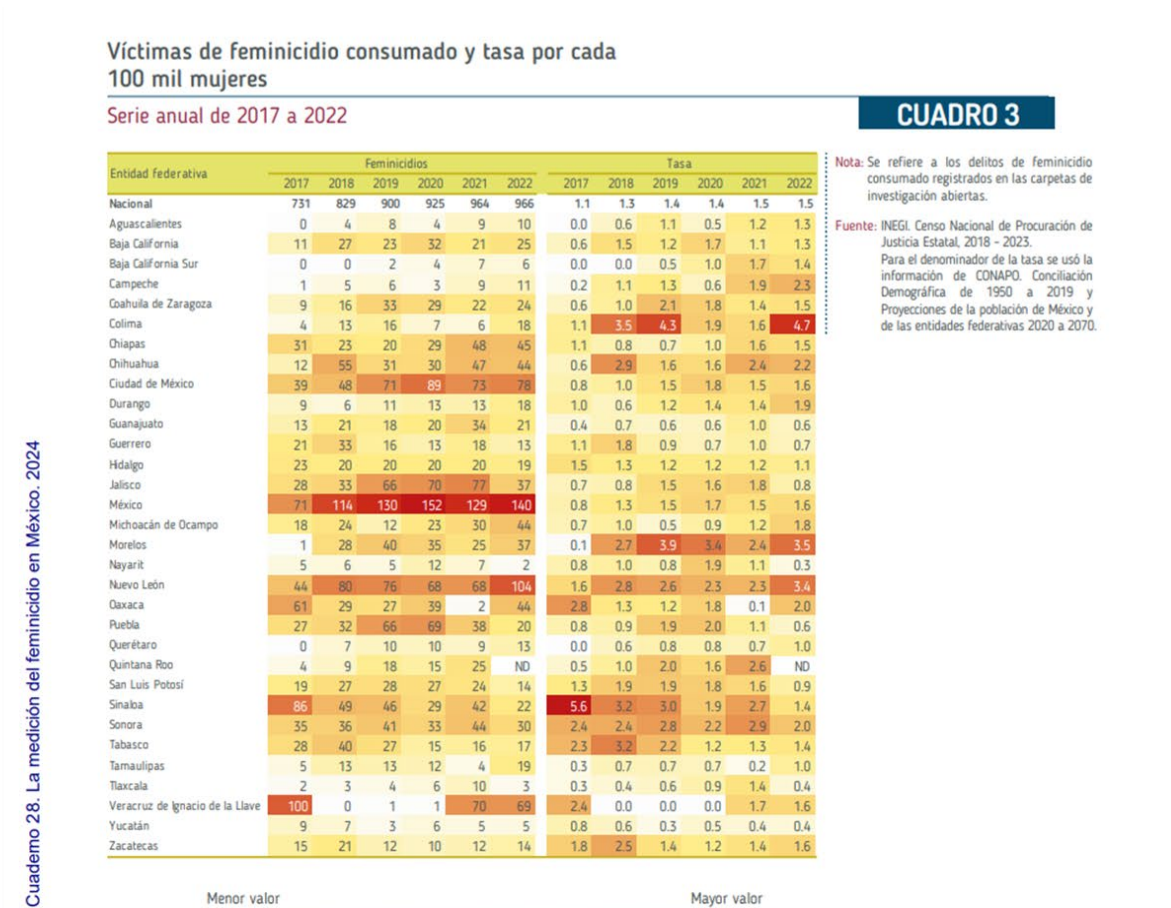 Víctimas de feminicidio consumado y tasa por cada
100 mil mujeres
Serie anual de 2017 a 2022
CUADRO 3
Entidad federativa
Feminicidios Tasa
2017 2018 2019 2020 2021 2022 2017 2018 2019 2020 2021 2022
Nacional 731 829 900 925 964 966 1.1 1.3 1.4 1.4 1.5 1.5
Aguascalientes 0 4 8 4 9 10 0.0 0.6 1.1 0.5 1.2 1.3
Baja California 11 27 23 32 21 25 0.6 1.5 1.2 1.7 1.1 1.3
Baja California Sur 0 0 2 4 7 6 0.0 0.0 0.5 1.0 1.7 1.4
Campeche 1 5 6 3 9 11 0.2 1.1 1.3 0.6 1.9 2.3
Coahuila de Zaragoza 9 16 33 29 22 24 0.6 1.0 2.1 1.8 1.4 1.5
Colima 4 13 16 7 6 18 1.1 3.5 4.3 1.9 1.6 4.7
Chiapas 31 23 20 29 48 45 1.1 0.8 0.7 1.0 1.6 1.5
Chihuahua 12 55 31 30 47 44 0.6 2.9 1.6 1.6 2.4 2.2
Ciudad de México 39 48 71 89 73 78 0.8 1.0 1.5 1.8 1.5 1.6
Durango 9 6 11 13 13 18 1.0 0.6 1.2 1.4 1.4 1.9
Guanajuato 13 21 18 20 34 21 0.4 0.7 0.6 0.6 1.0 0.6
Guerrero 21 33 16 13 18 13 1.1 1.8 0.9 0.7 1.0 0.7
Hidalgo 23 20 20 20 20 19 1.5 1.3 1.2 1.2 1.2 1.1
Jalisco 28 33 66 70 77 37 0.7 0.8 1.5 1.6 1.8 0.8
México 71 114 130 152 129 140 0.8 1.3 1.5 1.7 1.5 1.6
Michoacán de Ocampo 18 24 12 23 30 44 0.7 1.0 0.5 0.9 1.2 1.8
Morelos 1 28 40 35 25 37 0.1 2.7 3.9 3.4 2.4 3.5
Nayarit 5 6 5 12 7 2 0.8 1.0 0.8 1.9 1.1 0.3
Nuevo León 44 80 76 68 68 104 1.6 2.8 2.6 2.3 2.3 3.4
Oaxaca 61 29 27 39 2 44 2.8 1.3 1.2 1.8 0.1 2.0
Puebla 27 32 66 69 38 20 0.8 0.9 1.9 2.0 1.1 0.6
Querétaro 0 7 10 10 9 13 0.0 0.6 0.8 0.8 0.7 1.0
Quintana Roo 4 9 18 15 25 ND 0.5 1.0 2.0 1.6 2.6 ND
San Luis Potosí 19 27 28 27 24 14 1.3 1.9 1.9 1.8 1.6 0.9
Sinaloa 86 49 46 29 42 22 5.6 3.2 3.0 1.9 2.7 1.4
Sonora 35 36 41 33 44 30 2.4 2.4 2.8 2.2 2.9 2.0
Tabasco 28 40 27 15 16 17 2.3 3.2 2.2 1.2 1.3 1.4
Tamaulipas 5 13 13 12 4 19 0.3 0.7 0.7 0.7 0.2 1.0
Tlaxcala 2 3 4 6 10 3 0.3 0.4 0.6 0.9 1.4 0.4
Veracruz de Ignacio de la Llave 100 0 1 1 70 69 2.4 0.0 0.0 0.0 1.7 1.6
Yucatán 9 7 3 6 5 5 0.8 0.6 0.3 0.5 0.4 0.4
Zacatecas 15 21 12 10 12 14 1.8 2.5 1.4 1.2 1.4 1.6
Menor valor Mayor valor
Nota: Se refiere a los delitos de feminicidio
consumado registrados en las carpetas de
investigación abiertas.
Fuente: INEGI. Censo Nacional de Procuración de
Justicia Estatal, 2018 - 2023.
Para el denominador de la tasa se usó la
información de CONAPO. Conciliación
Demográfica de 1950 a 2019 y
Proyecciones de la población de México y
de las entidades federativas 2020 a 2070.
Cuaderno 28. La medición del feminicidio en México. 2024